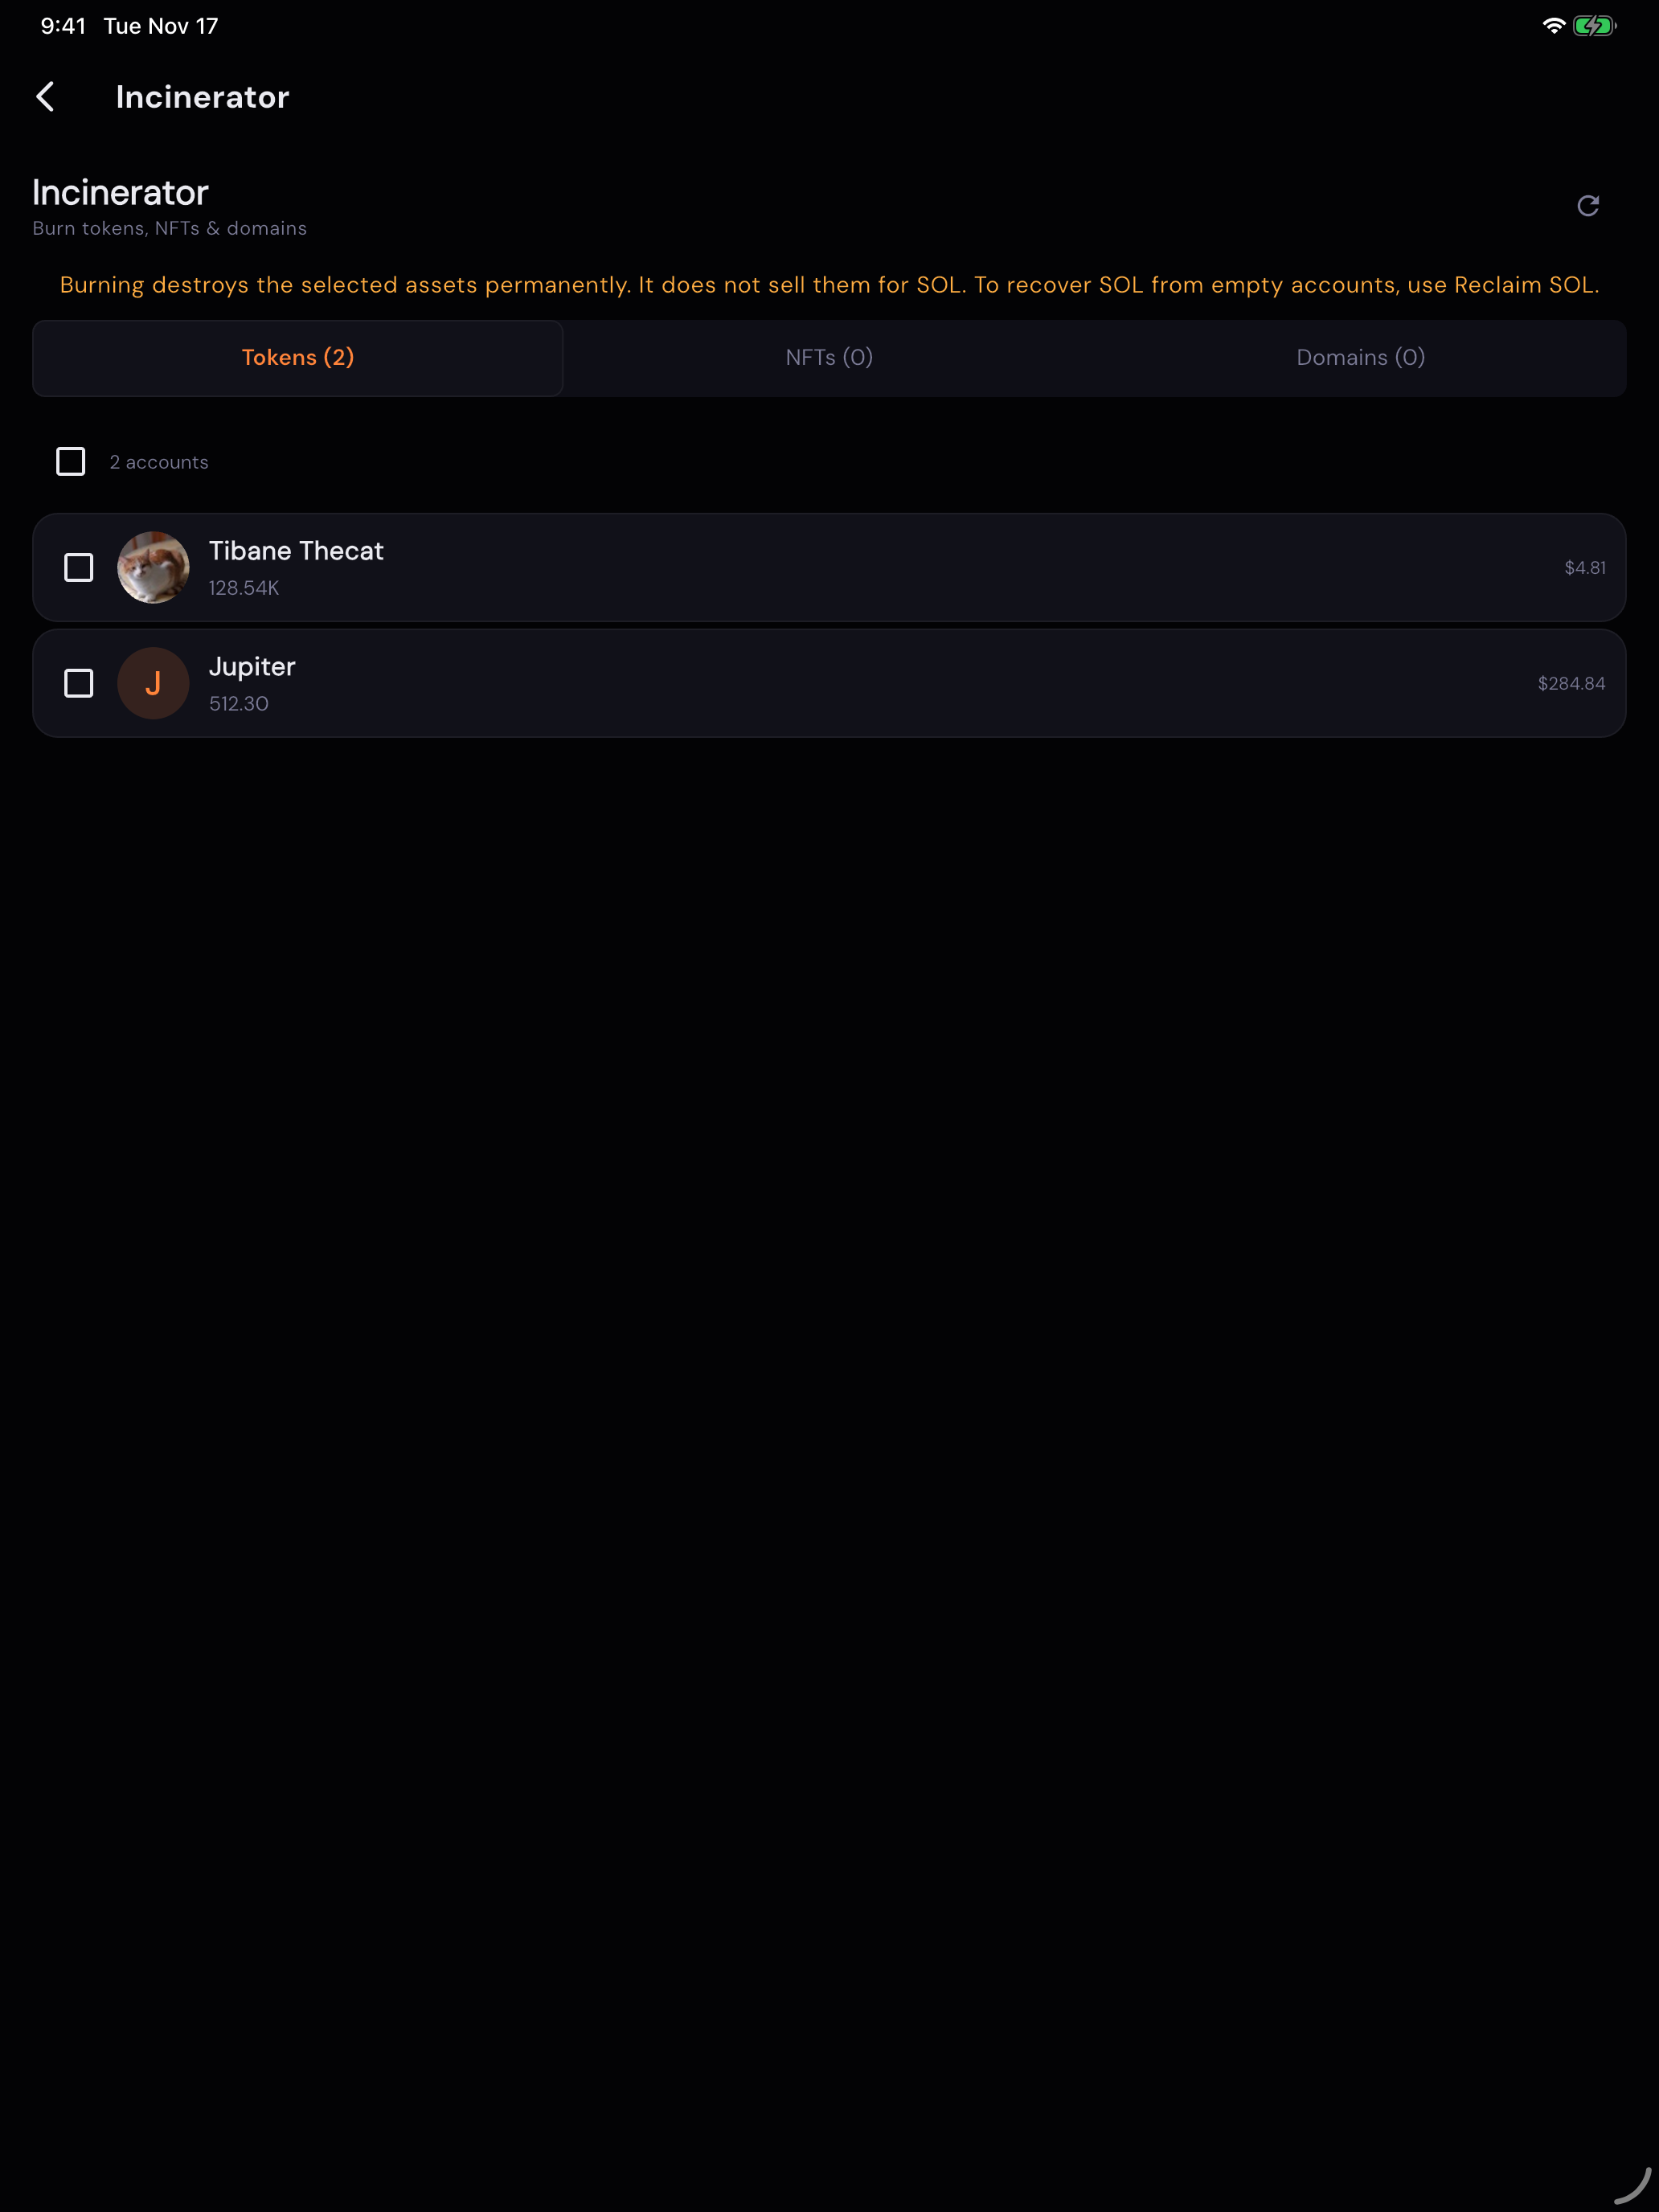 9:41 Tue Nov 17
Incinerator
Incinerator
Burn tokens, NFTs & domains
Burning destroys the selected assets permanently. It does not sell them for SOL. To recover SOL from empty accounts, use Reclaim SOL.
Tokens (2) NFTs (0) Domains (0)
2 accounts
Tibane Thecat
128.54K
$4.81
J
Jupiter
512.30
$284.84